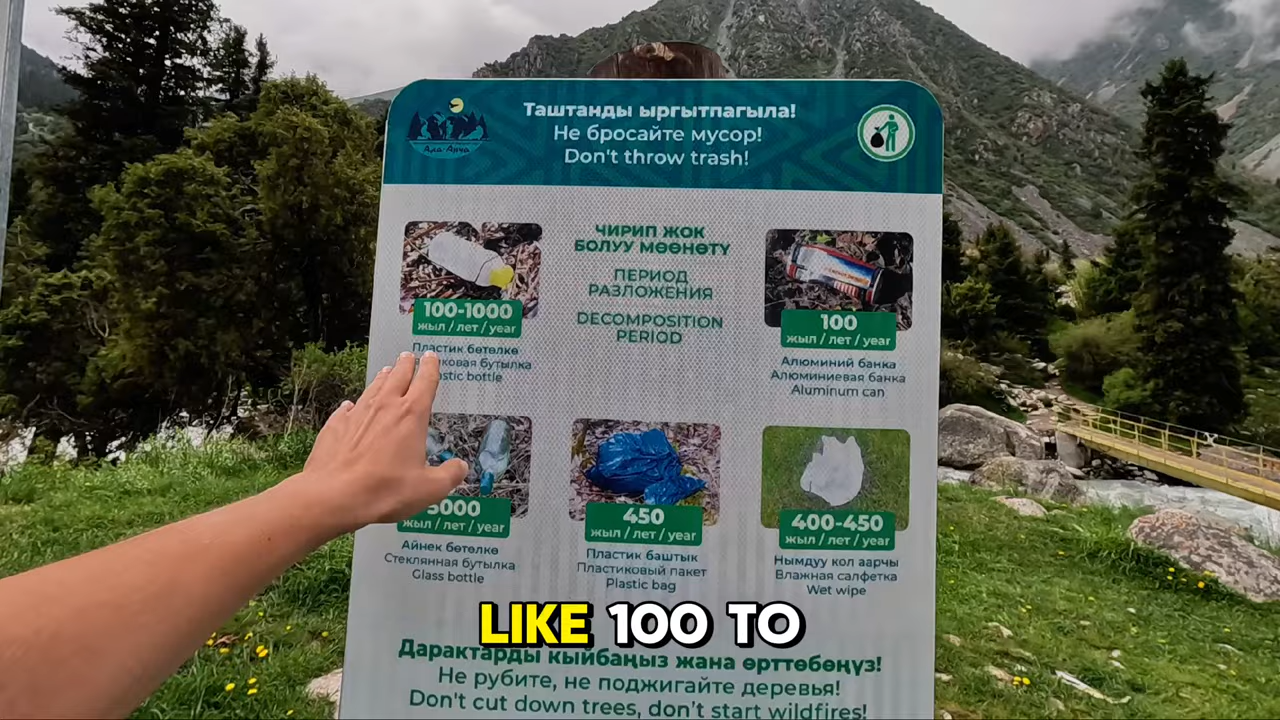 Ала-Арча
Таштанды ыргытпагыла!
Не бросайте мусор!
Don't throw trash!
ЧИРИП ЖОК
БОЛУУ МӨӨНӨТҮ
ПЕРИОД
РАЗЛОЖЕНИЯ
DECOMPOSITION
PERIOD
100-1000
жыл / лет / year
Пластик бөтөлкө
бутылка
bottle
100
жыл / лет / year
Алюминий банка
Алюминиевая банка
Aluminum can
5000
жыл / лет / year
Айнек бөтөлкө
Стеклянная бутылка
Glass bottle
450
жыл / лет / year
Пластик баштык
Пластиковый пакет
Plastic bag
400-450
жыл / лет / year
Нымдуу кол аарчы
Влажная салфетка
Wet wipe
LIKE 100 TO
Дарактарды кыйбаңыз жана өрттөбөңүз!
Не рубите, не поджигайте деревья!
Don't cut down trees, don't start wildfires!